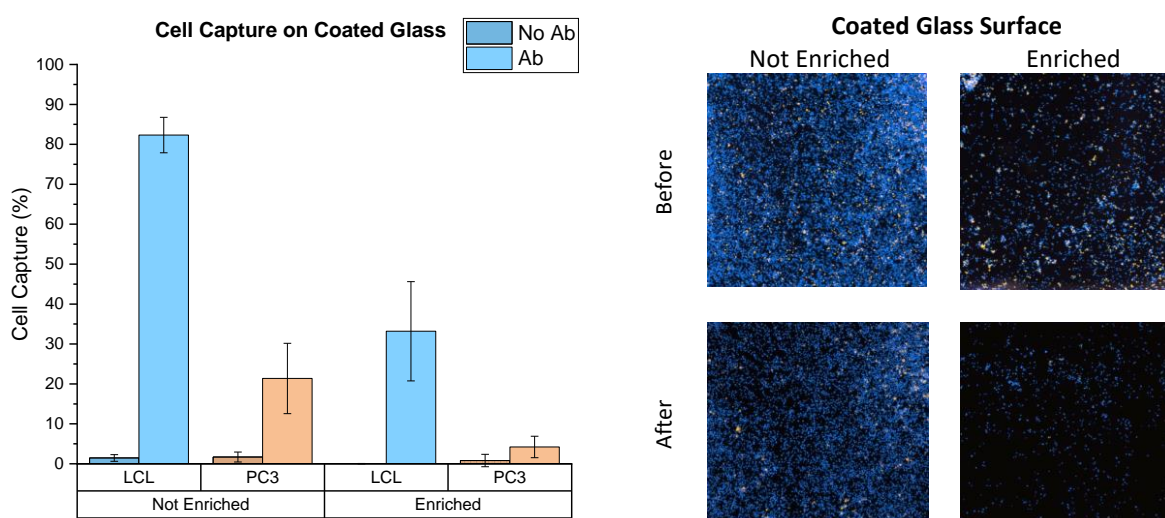 Cell Capture on Coated Glass
No Ab
Ab
Cell Capture (%)
100
90
80
70
60
50
40
30
20
10
0
LCL
PC3
LCL
PC3
Not Enriched
Enriched
Coated Glass Surface
Not Enriched
Enriched
Before
After